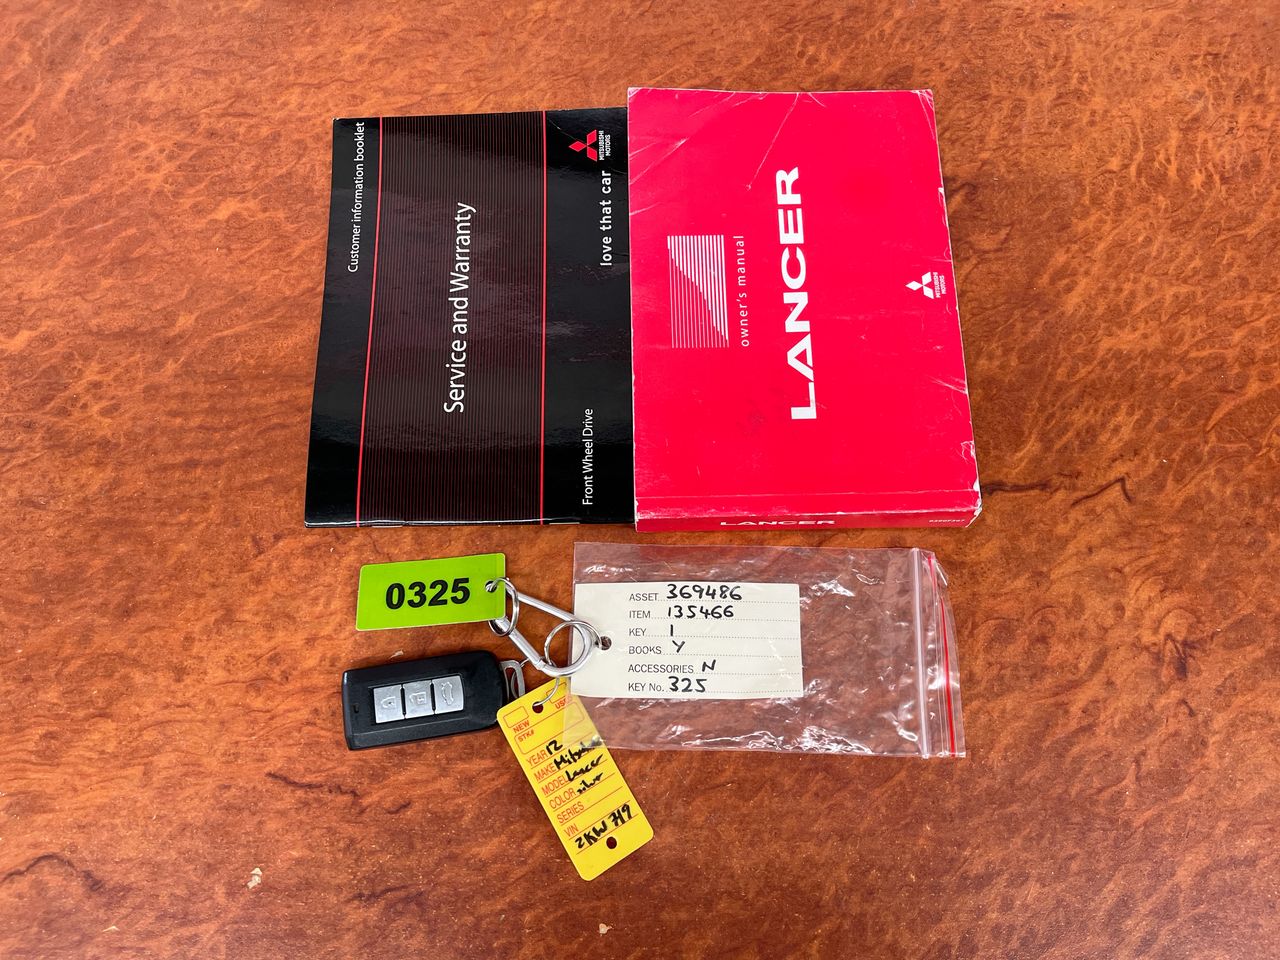 Customer information booklet
Service and Warranty
Front Wheel Drive
love that car
MITSUBISHI
MOTORS
owner's manual
LANCER
MITSUBISHI
MOTORS
LANCER
0325
ASSET 369486
ITEM 135466
KEY 1
BOOKS Y
ACCESSORIES N
KEY No. 325
NEW
STK#
YEAR 12
MAKE
MODEL Lancer
COLOR silver
SERIES
VIN
2KW 7H9